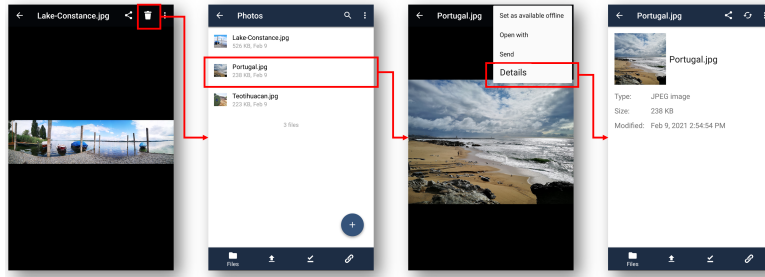 Lake-Constance.jpg
Photos
Lake-Constance.jpg
526 KB, Feb 9
Portugal.jpg
238 KB, Feb 9
Teotihuacan.jpg
223 KB, Feb 9
3 files
Files
Portugal.jpg
Set as available offline
Open with
Send
Details
Portugal.jpg
Portugal.jpg
Type: JPEG image
Size: 238 KB
Modified: Feb 9, 2021 2:54:54 PM
Files